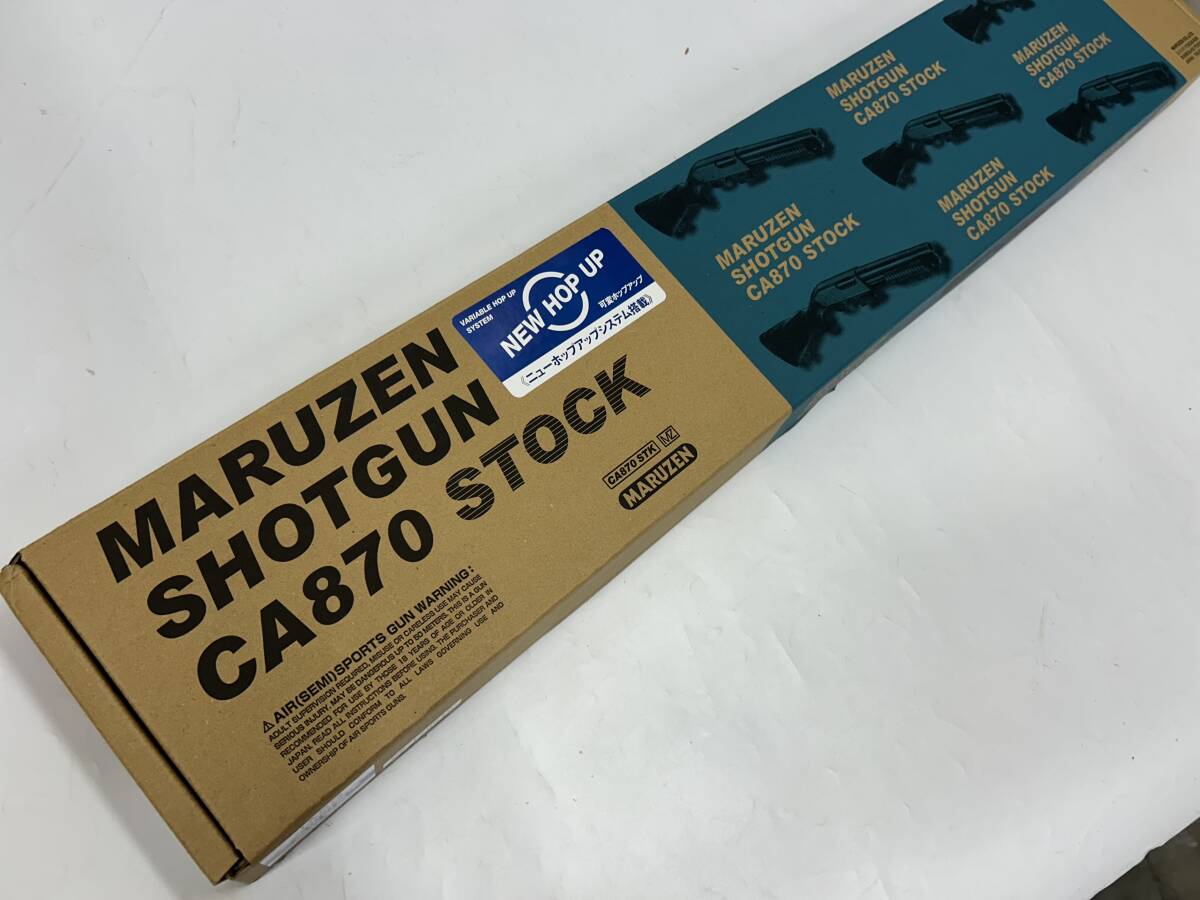 MARUZEN
SHOTGUN
CA870 STOCK
VARIABLE HOP UP
SYSTEM
NEW HOP UP
可変ホップアップ
《ニューホップアップシステム搭載》
CA870 STK
MZ
MARUZEN
⚠ AIR(SEMI)SPORTS GUN WARNING:
ADULT SUPERVISION REQUIRED. MISUSE OR CARELESS USE MAY CAUSE
SERIOUS INJURY. MAY BE DANGEROUS UP TO 50 METERS. THIS IS A GUN
RECOMMENDED FOR USE BY THOSE 18 YEARS OF AGE OR OLDER IN
JAPAN. READ ALL INSTRUCTIONS BEFORE USING. THE PURCHASER AND
USER SHOULD CONFORM TO ALL LAWS GOVERNING USE AND
OWNERSHIP OF AIR SPORTS GUNS.
MARUZEN
SHOTGUN
CA870 STOCK
MARUZEN
SHOTGUN
CA870 STOCK
MARUZEN
SHOTGUN
CA870 STOCK
MARUZEN
SHOTGUN
CA870 STOCK